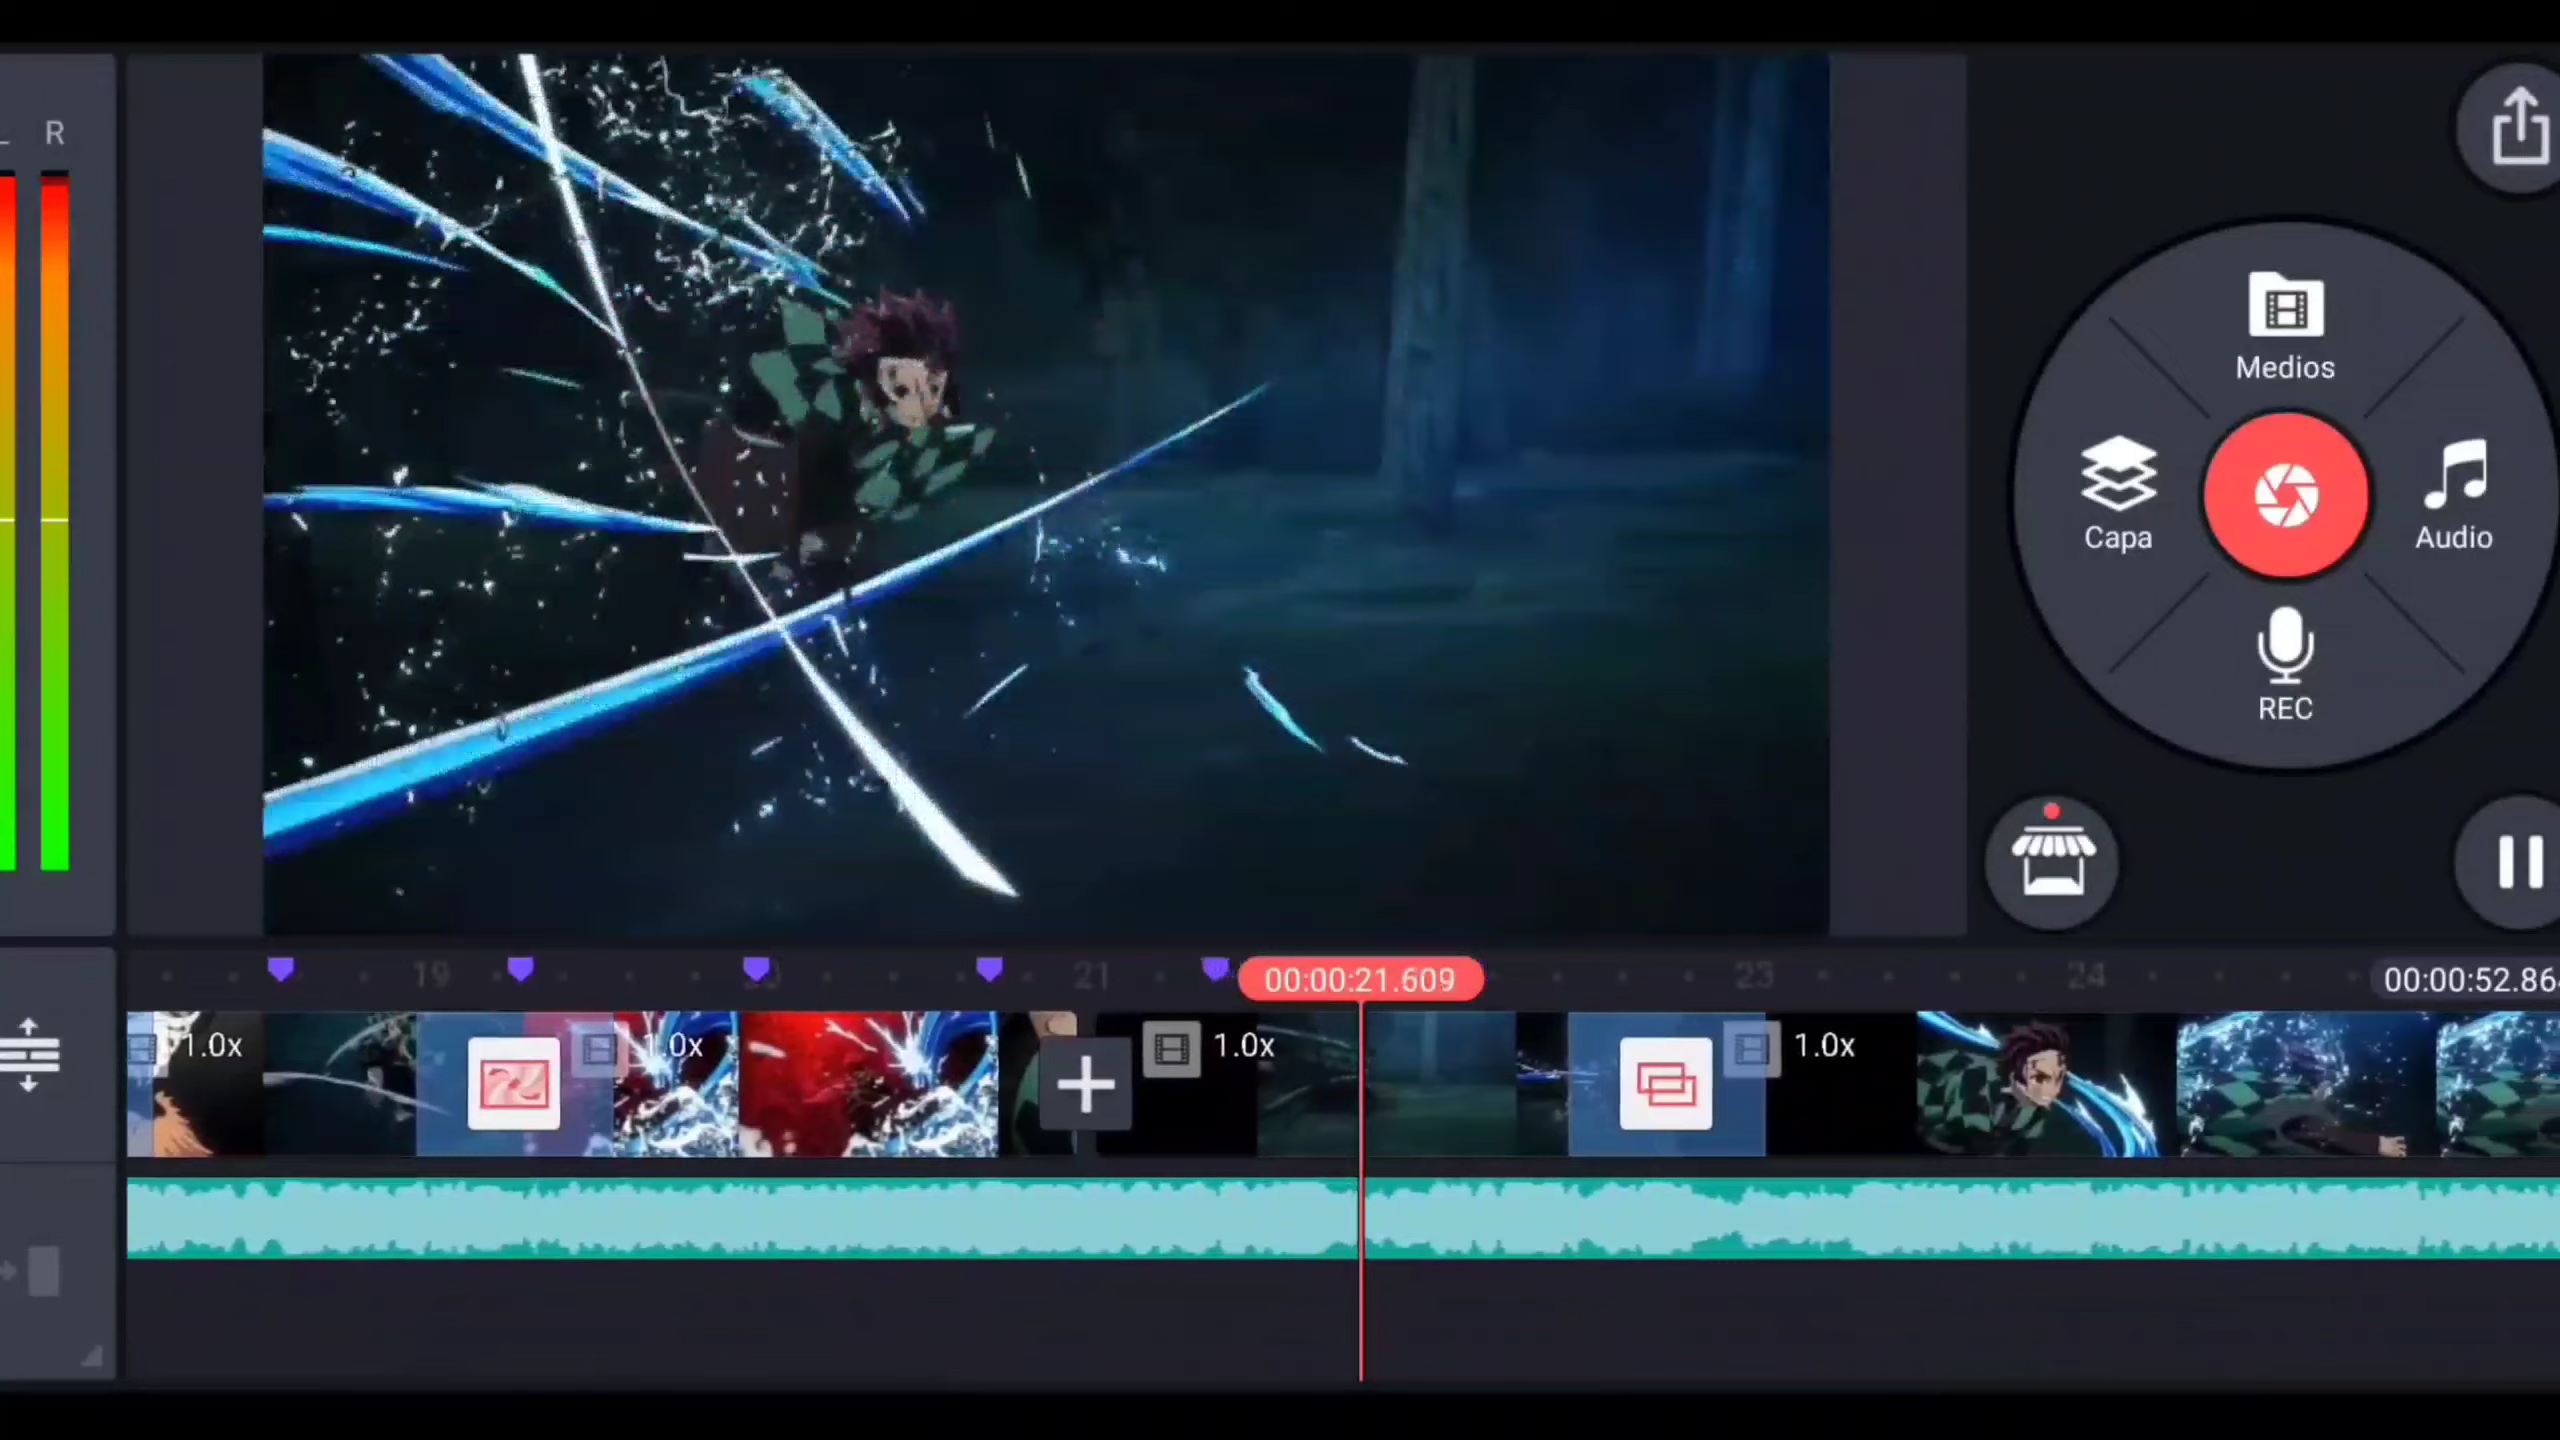 L R
Medios
Capa
Audio
REC
19
21
00:00:21.609
23
24
00:00:52.86
1.0x
1.0x
1.0x
1.0x